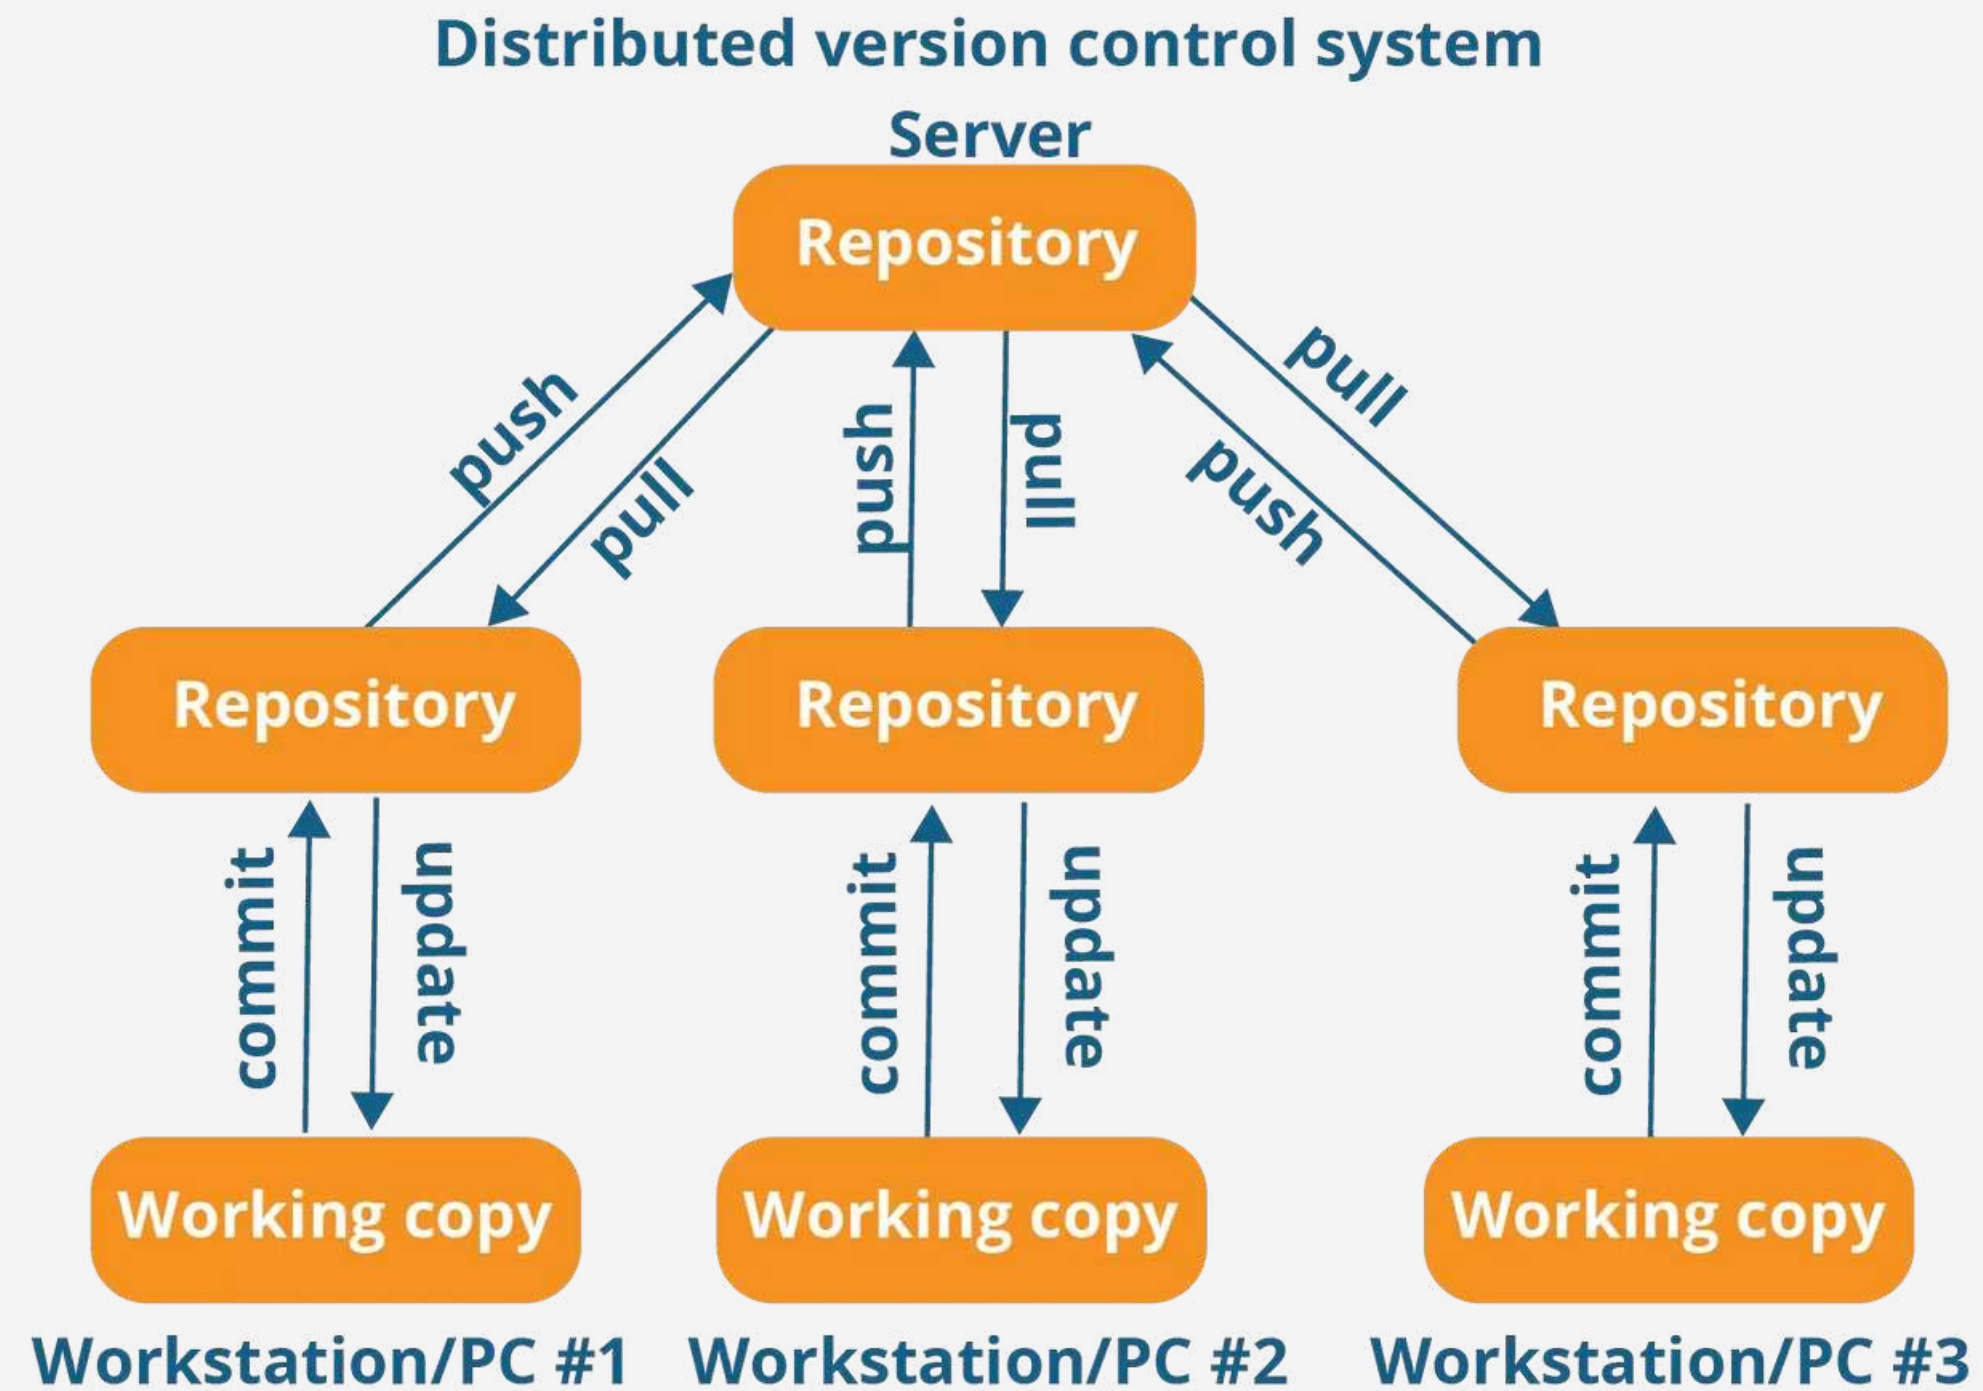 Distributed version control system
Server
Repository
push
pull
push
pull
push
pull
Repository
Repository
Repository
commit
update
commit
update
commit
update
Working copy
Working copy
Working copy
Workstation/PC #1
Workstation/PC #2
Workstation/PC #3